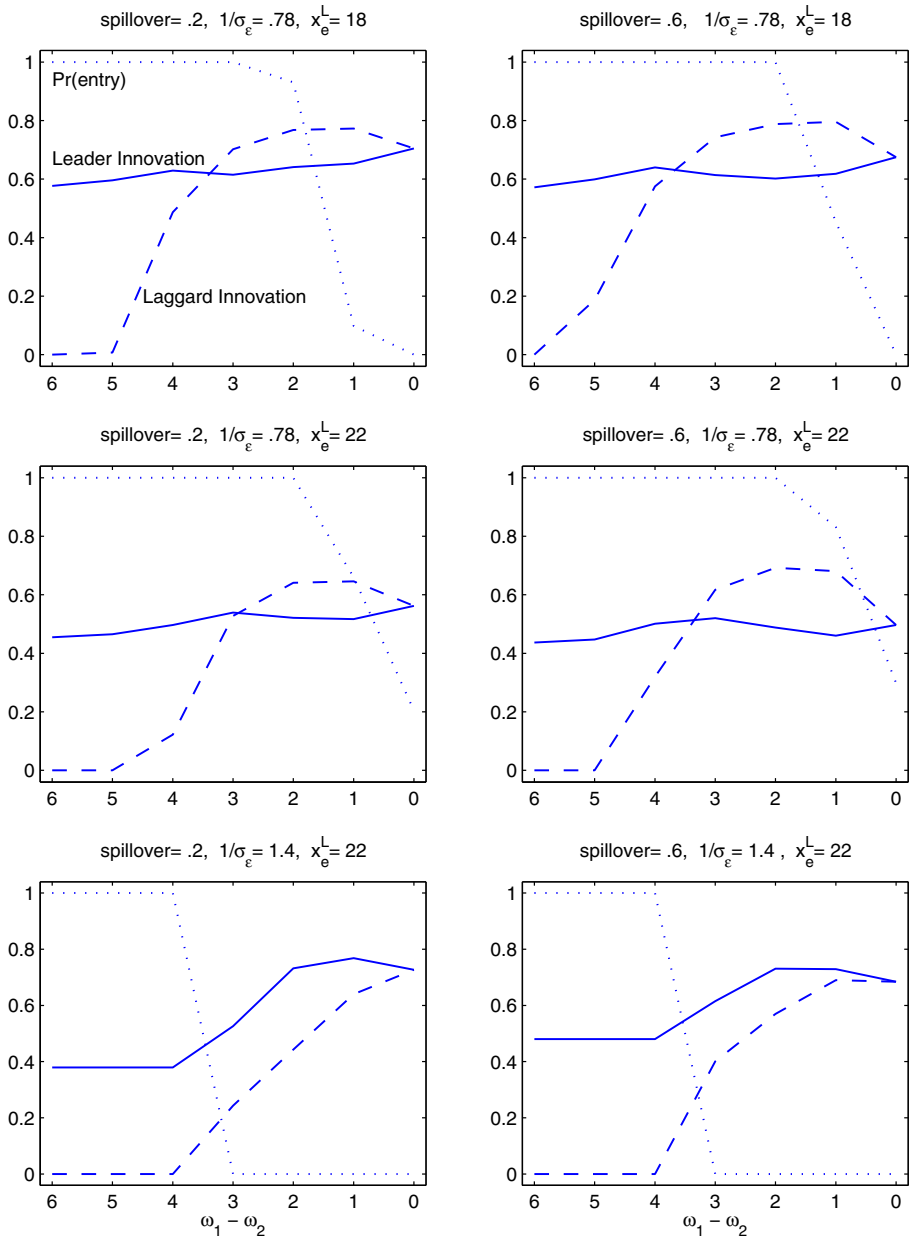 spillover= .2, 1/σ_ε= .78, x_e^L= 18
1
Pr(entry)
0.8
Leader Innovation
0.6
0.4
Laggard Innovation
0.2
0
6 5 4 3 2 1 0
spillover= .6, 1/σ_ε= .78, x_e^L= 18
1
0.8
0.6
0.4
0.2
0
6 5 4 3 2 1 0
spillover= .2, 1/σ_ε= .78, x_e^L= 22
1
0.8
0.6
0.4
0.2
0
6 5 4 3 2 1 0
spillover= .6, 1/σ_ε= .78, x_e^L= 22
1
0.8
0.6
0.4
0.2
0
6 5 4 3 2 1 0
spillover= .2, 1/σ_ε= 1.4, x_e^L= 22
1
0.8
0.6
0.4
0.2
0
6 5 4 3 2 1 0
ω_1 − ω_2
spillover= .6, 1/σ_ε= 1.4 , x_e^L= 22
1
0.8
0.6
0.4
0.2
0
6 5 4 3 2 1 0
ω_1 − ω_2